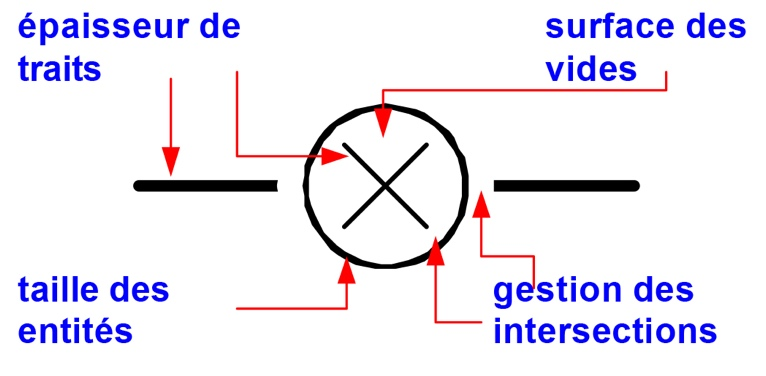 épaisseur de
traits
surface des
vides
taille des
entités
gestion des
intersections